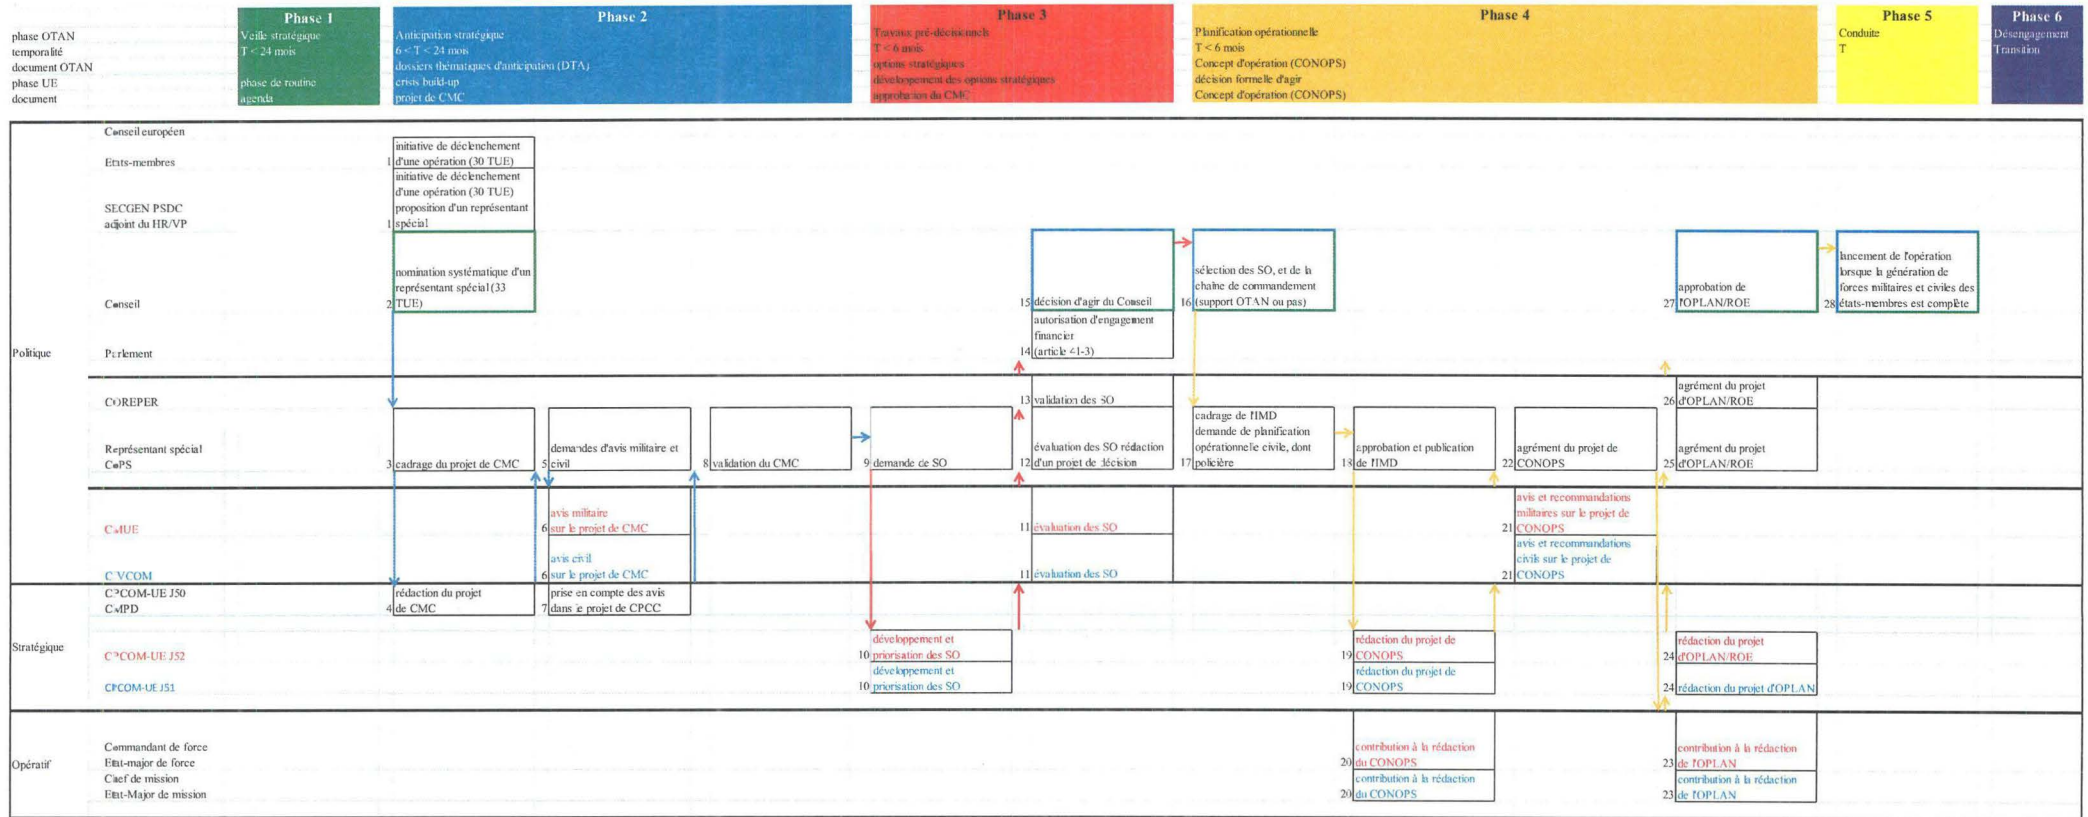 Phase 1
Phase 2
Phase 3
Phase 4
Phase 5
Phase 6
phase OTAN
temporalité
document OTAN
phase UE
document
Veille stratégique
T < 24 mois
phase de routine
agenda
Anticipation stratégique
6 < T < 24 mois
dossiers thématiques d'anticipation (DTA)
crisis build-up
projet de CMC
Travaux pré-décisionnels
T < 6 mois
options stratégiques
développement des options stratégiques
approbation du CMC
Planification opérationnelle
T < 6 mois
Concept d'opération (CONOPS)
décision formelle d'agir
Concept d'opération (CONOPS)
Conduite
T
Désengagement
Transition
Politique
Conseil européen
Etats-membres
1 initiative de déclenchement
d'une opération (30 TUE)
SECGEN PSDC
adjoint du HR/VP
1 initiative de déclenchement
d'une opération (30 TUE)
proposition d'un représentant
spécial
Conseil
2 nomination systématique d'un
représentant spécial (33
TUE)
15 décision d'agir du Conseil
16 sélection des SO, et de la
chaîne de commandement
(support OTAN ou pas)
27 approbation de
l'OPLAN/ROE
28 lancement de l'opération
lorsque la génération de
forces militaires et civiles des
états-membres est complète
Parlement
14 autorisation d'engagement
financier
(article 41-3)
COREPER
13 validation des SO
26 agrément du projet
d'OPLAN/ROE
Représentant spécial
CoPS
3 cadrage du projet de CMC
5 demandes d'avis militaire et
civil
8 validation du CMC
9 demande de SO
12 évaluation des SO rédaction
d'un projet de décision
17 cadrage de l'IMD
demande de planification
opérationnelle civile, dont
policière
18 approbation et publication
de l'IMD
22 agrément du projet de
CONOPS
25 agrément du projet
d'OPLAN/ROE
CMUE
6 avis militaire
sur le projet de CMC
11 évaluation des SO
21 avis et recommandations
militaires sur le projet de
CONOPS
CIVCOM
6 avis civil
sur le projet de CMC
11 évaluation des SO
21 avis et recommandations
civils sur le projet de
CONOPS
Stratégique
CPCOM-UE J50
CMPD
4 rédaction du projet
de CMC
7 prise en compte des avis
dans le projet de CPCC
CPCOM-UE J52
10 développement et
priorisation des SO
19 rédaction du projet de
CONOPS
24 rédaction du projet
d'OPLAN/ROE
CPCOM-UE J51
10 développement et
priorisation des SO
19 rédaction du projet de
CONOPS
24 rédaction du projet d'OPLAN
Opératif
Commandant de force
Etat-major de force
Chef de mission
Etat-Major de mission
20 contribution à la rédaction
du CONOPS
23 contribution à la rédaction
de l'OPLAN
20 contribution à la rédaction
du CONOPS
23 contribution à la rédaction
de l'OPLAN